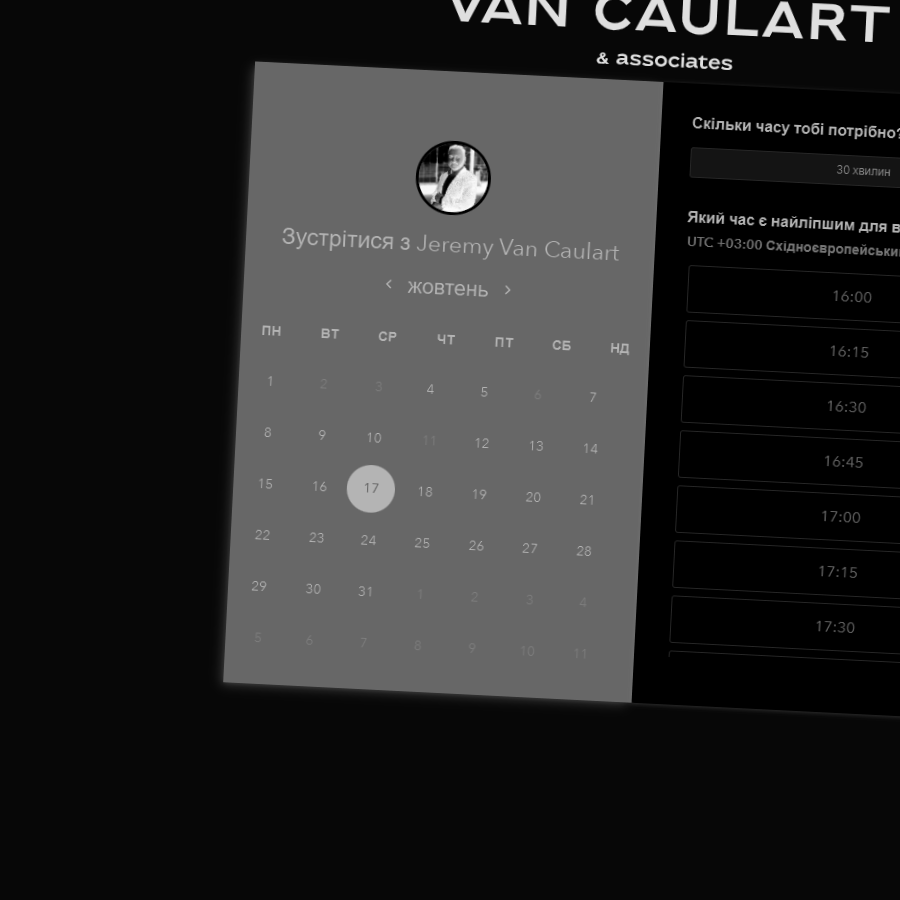 VAN CAULART
& associates
Зустрітися з Jeremy Van Caulart
жовтень
ПН ВТ СР ЧТ ПТ СБ НД
1 2 3 4 5 6 7
8 9 10 11 12 13 14
15 16 17 18 19 20 21
22 23 24 25 26 27 28
29 30 31 1 2 3 4
5 6 7 8 9 10 11
Скільки часу тобі потрібно?
30 хвилин
Який час є найліпшим для
UTC +03:00
16:00
16:15
16:30
16:45
17:00
17:15
17:30